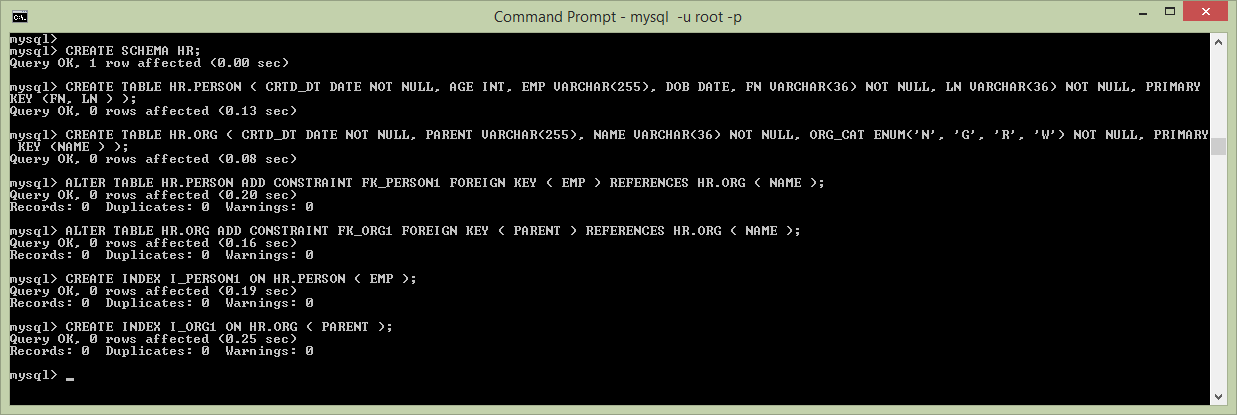 Command Prompt - mysql  -u root -p
mysql>
mysql> CREATE SCHEMA HR;
Query OK, 1 row affected (0.00 sec)
mysql> CREATE TABLE HR.PERSON ( CRTD_DT DATE NOT NULL, AGE INT, EMP VARCHAR(255), DOB DATE, FN VARCHAR(36) NOT NULL, LN VARCHAR(36) NOT NULL, PRIMARY
KEY (FN, LN ) );
Query OK, 0 rows affected (0.13 sec)
mysql> CREATE TABLE HR.ORG ( CRTD_DT DATE NOT NULL, PARENT VARCHAR(255), NAME VARCHAR(36) NOT NULL, ORG_CAT ENUM('N', 'G', 'R', 'W') NOT NULL, PRIMARY
 KEY (NAME ) );
Query OK, 0 rows affected (0.08 sec)
mysql> ALTER TABLE HR.PERSON ADD CONSTRAINT FK_PERSON1 FOREIGN KEY ( EMP ) REFERENCES HR.ORG ( NAME );
Query OK, 0 rows affected (0.20 sec)
Records: 0  Duplicates: 0  Warnings: 0
mysql> ALTER TABLE HR.ORG ADD CONSTRAINT FK_ORG1 FOREIGN KEY ( PARENT ) REFERENCES HR.ORG ( NAME );
Query OK, 0 rows affected (0.16 sec)
Records: 0  Duplicates: 0  Warnings: 0
mysql> CREATE INDEX I_PERSON1 ON HR.PERSON ( EMP );
Query OK, 0 rows affected (0.19 sec)
Records: 0  Duplicates: 0  Warnings: 0
mysql> CREATE INDEX I_ORG1 ON HR.ORG ( PARENT );
Query OK, 0 rows affected (0.25 sec)
Records: 0  Duplicates: 0  Warnings: 0
mysql> _